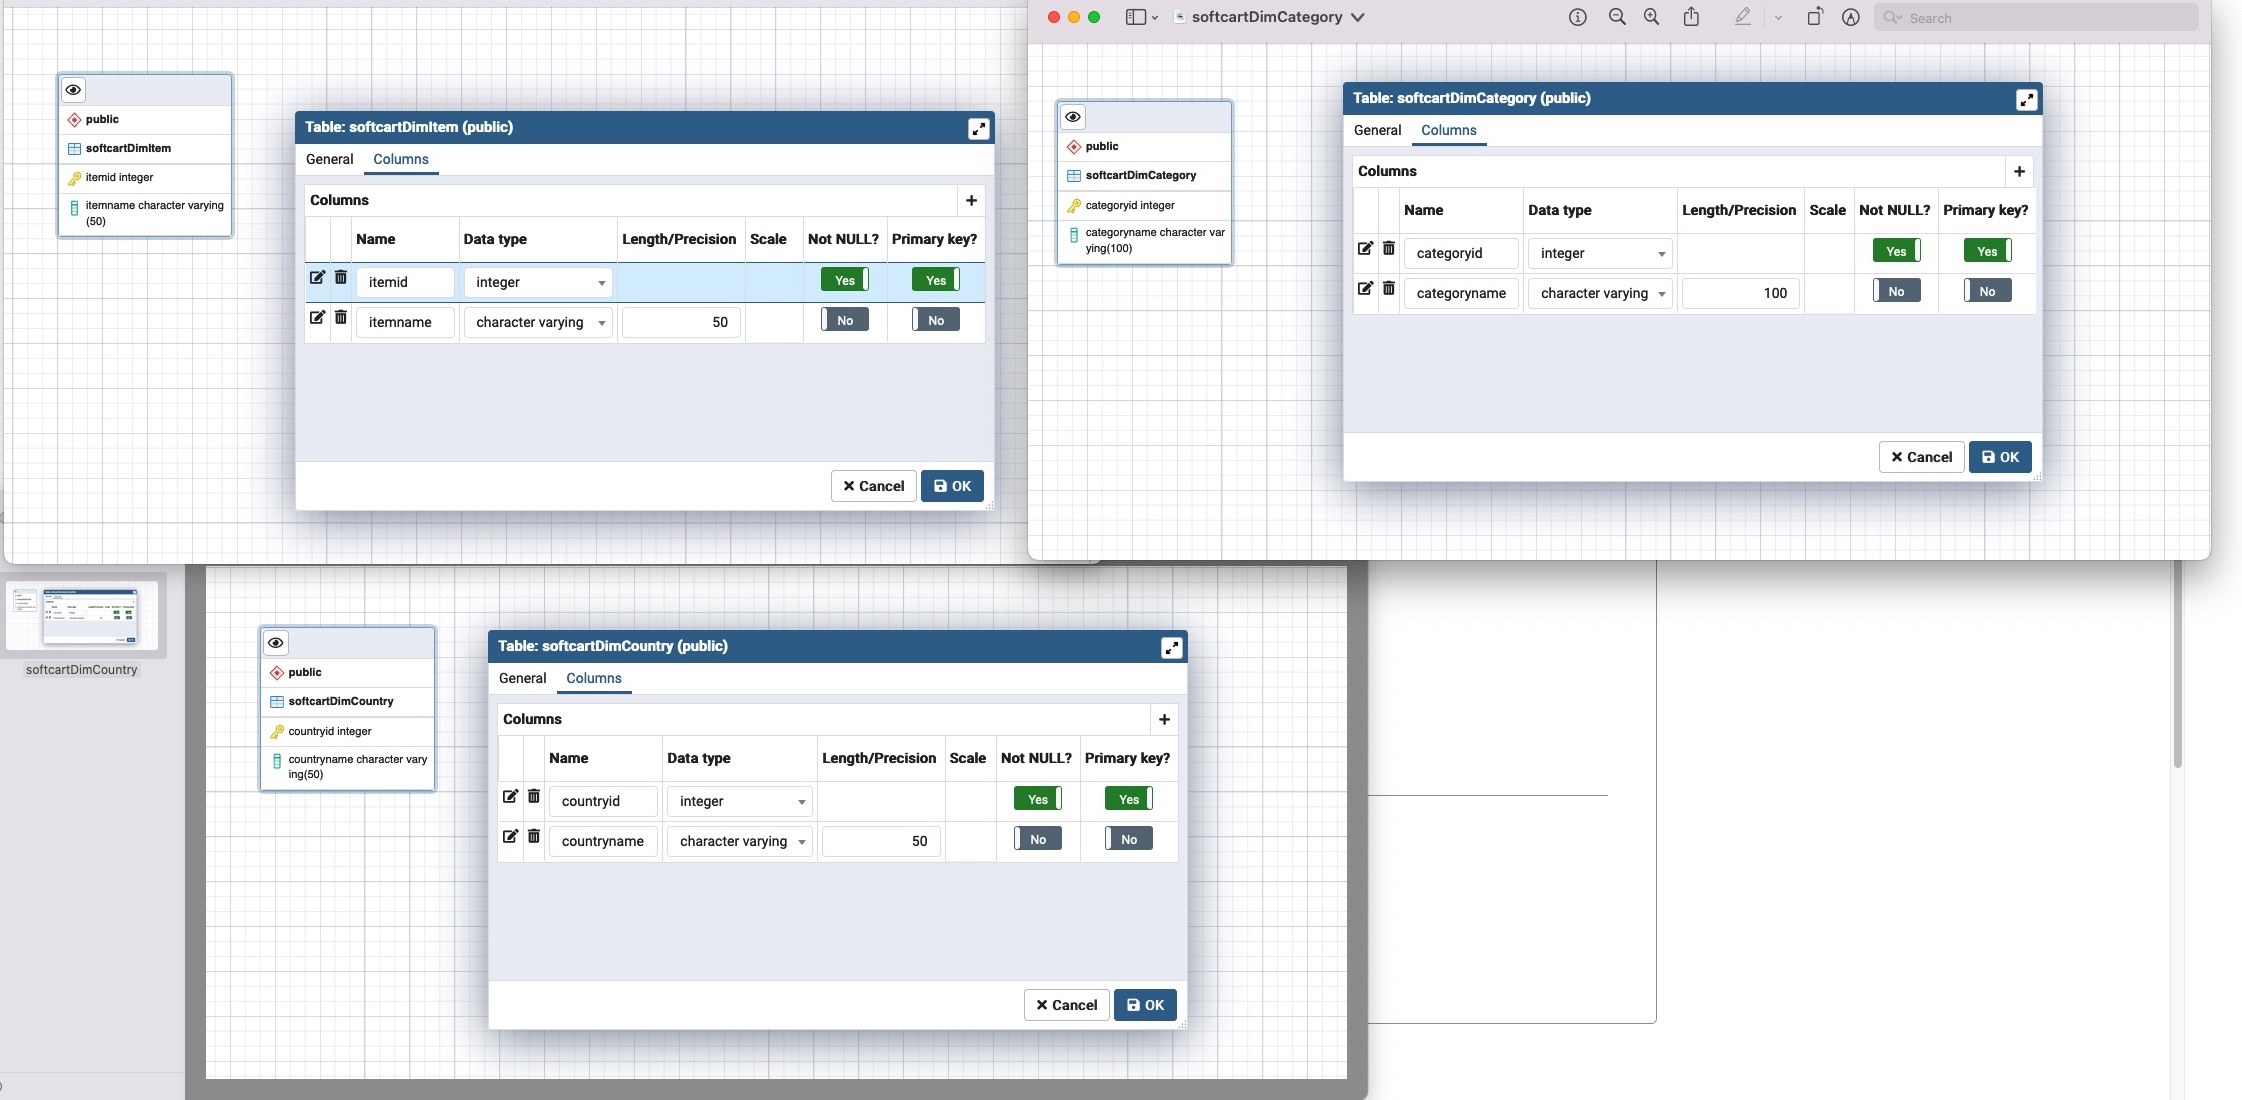 public
softcartDimItem
itemid integer
itemname character varying
(50)
Table: softcartDimItem (public)
General Columns
Columns +
Name Data type Length/Precision Scale Not NULL? Primary key?
itemid integer Yes Yes
itemname character varying 50 No No
Cancel OK
softcartDimCategory
Search
public
softcartDimCategory
categoryid integer
categoryname character var
ying(100)
Table: softcartDimCategory (public)
General Columns
Columns +
Name Data type Length/Precision Scale Not NULL? Primary key?
categoryid integer Yes Yes
categoryname character varying 100 No No
Cancel OK
softcartDimCountry
public
softcartDimCountry
countryid integer
countryname character vary
ing(50)
Table: softcartDimCountry (public)
General Columns
Columns +
Name Data type Length/Precision Scale Not NULL? Primary key?
countryid integer Yes Yes
countryname character varying 50 No No
Cancel OK